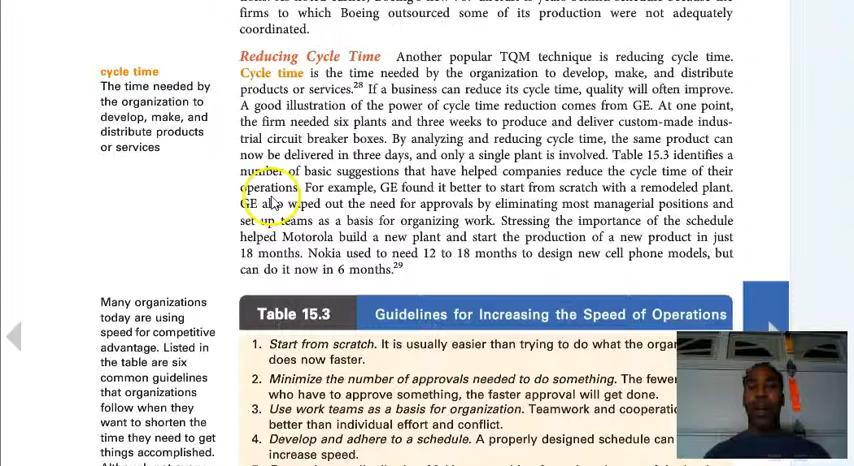 firms to which Boeing outsourced some of its production were not adequately
coordinated.
Reducing Cycle Time Another popular TQM technique is reducing cycle time.
Cycle time is the time needed by the organization to develop, make, and distribute
products or services.28 If a business can reduce its cycle time, quality will often improve.
A good illustration of the power of cycle time reduction comes from GE. At one point,
the firm needed six plants and three weeks to produce and deliver custom-made indus-
trial circuit breaker boxes. By analyzing and reducing cycle time, the same product can
now be delivered in three days, and only a single plant is involved. Table 15.3 identifies a
number of basic suggestions that have helped companies reduce the cycle time of their
operations. For example, GE found it better to start from scratch with a remodeled plant.
GE also wiped out the need for approvals by eliminating most managerial positions and
set up teams as a basis for organizing work. Stressing the importance of the schedule
helped Motorola build a new plant and start the production of a new product in just
18 months. Nokia used to need 12 to 18 months to design new cell phone models, but
can do it now in 6 months.29
cycle time
The time needed by
the organization to
develop, make, and
distribute products
or services
Many organizations
today are using
speed for competitive
advantage. Listed in
the table are six
common guidelines
that organizations
follow when they
want to shorten the
time they need to get
things accomplished.
Table 15.3 Guidelines for Increasing the Speed of Operations
1. Start from scratch. It is usually easier than trying to do what the
does now faster.
2. Minimize the number of approvals needed to do something. The
who have to approve something, the faster approval will get done.
3. Use work teams as a basis for organization. Teamwork and
better than individual effort and conflict.
4. Develop and adhere to a schedule. A properly designed schedule can
increase speed.